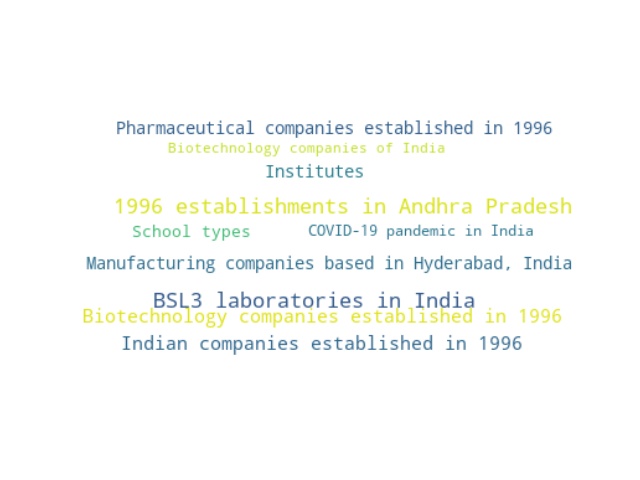 Pharmaceutical companies established in 1996
Biotechnology companies of India
Institutes
1996 establishments in Andhra Pradesh
School types
COVID-19 pandemic in India
Manufacturing companies based in Hyderabad, India
BSL3 laboratories in India
Biotechnology companies established in 1996
Indian companies established in 1996